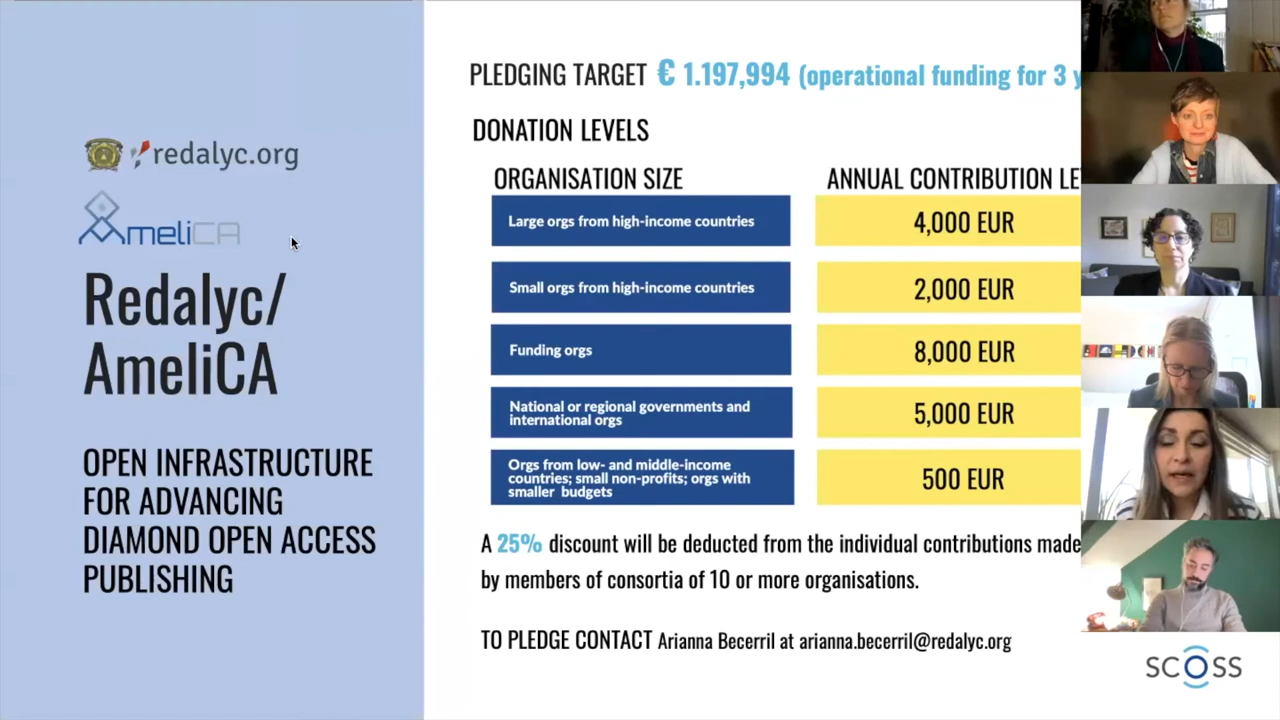 redalyc.org
AmeliCA
Redalyc/
AmeliCA
OPEN INFRASTRUCTURE
FOR ADVANCING
DIAMOND OPEN ACCESS
PUBLISHING
PLEDGING TARGET € 1.197,994 (operational funding for 3 y
DONATION LEVELS
ORGANISATION SIZE
ANNUAL CONTRIBUTION LE
Large orgs from high-income countries
4,000 EUR
Small orgs from high-income countries
2,000 EUR
Funding orgs
8,000 EUR
National or regional governments and
international orgs
5,000 EUR
Orgs from low- and middle-income
countries; small non-profits; orgs with
smaller budgets
500 EUR
A 25% discount will be deducted from the individual contributions made
by members of consortia of 10 or more organisations.
TO PLEDGE CONTACT Arianna Becerril at arianna.becerril@redalyc.org
SCOSS